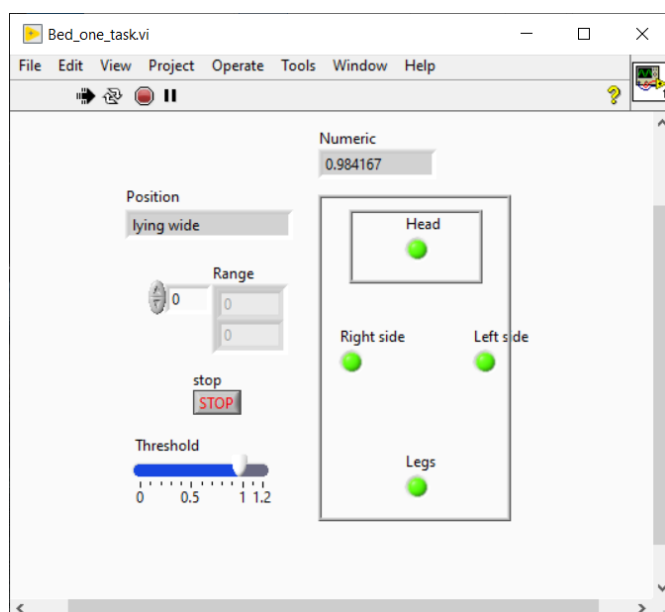 Bed_one_task.vi
File Edit View Project Operate Tools Window Help
Numeric
0.984167
Position
lying wide
Head
Range
0
0
0
Right side
Left side
stop
STOP
Threshold
0 0.5 1 1.2
Legs